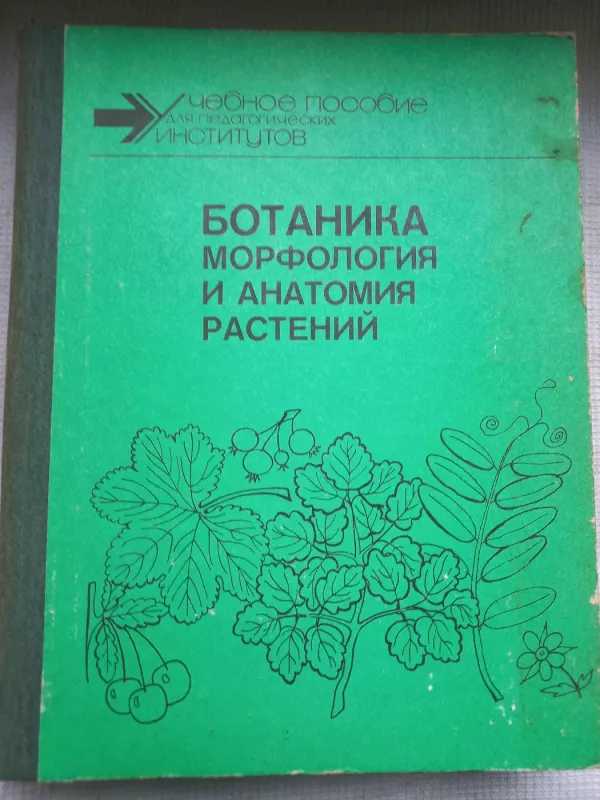 Учебное пособие
для педагогических
институтов
БОТАНИКА
МОРФОЛОГИЯ
И АНАТОМИЯ
РАСТЕНИЙ